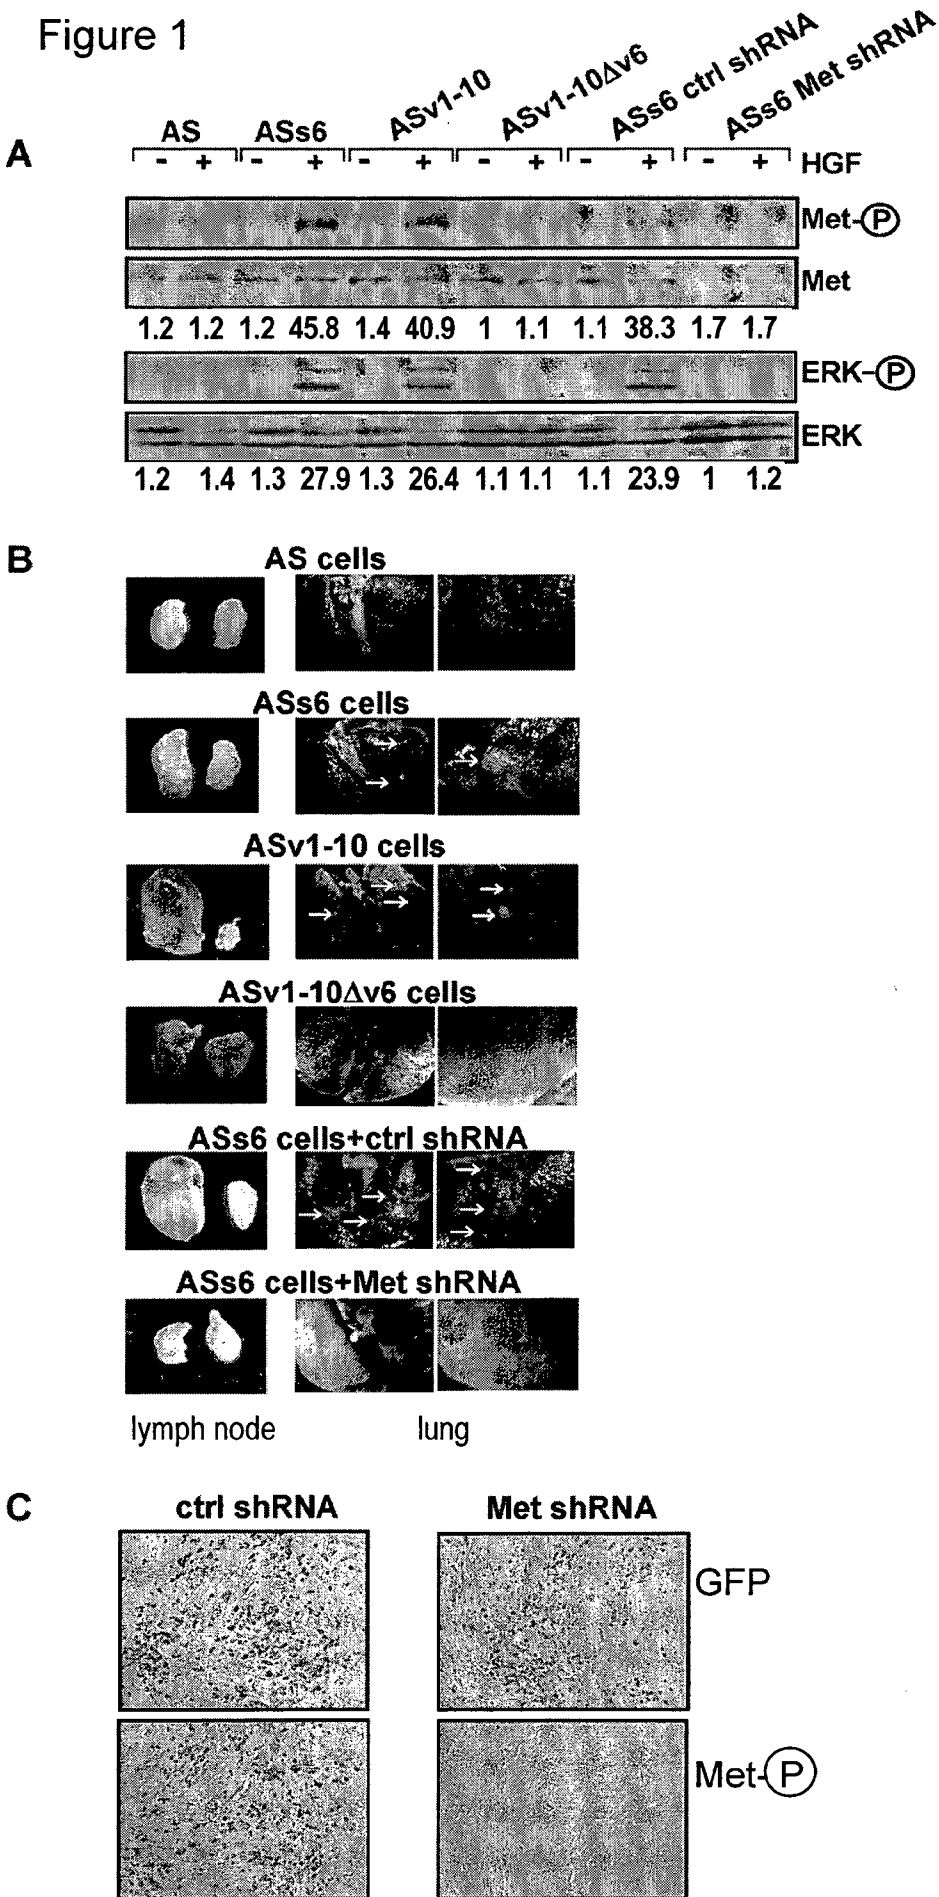 Figure 1
A
AS ASs6 ASv1-10 ASv1-10Δv6 ASs6 ctrl shRNA ASs6 Met shRNA
- + - + - + - + - + - + HGF
Met-P
Met
1.2 1.2 1.2 45.8 1.4 40.9 1 1.1 1.1 38.3 1.7 1.7
ERK-P
ERK
1.2 1.4 1.3 27.9 1.3 26.4 1.1 1.1 1.1 23.9 1 1.2
B
AS cells
ASs6 cells
ASv1-10 cells
ASv1-10Δv6 cells
ASs6 cells+ctrl shRNA
ASs6 cells+Met shRNA
lymph node lung
C
ctrl shRNA Met shRNA
GFP
Met-P